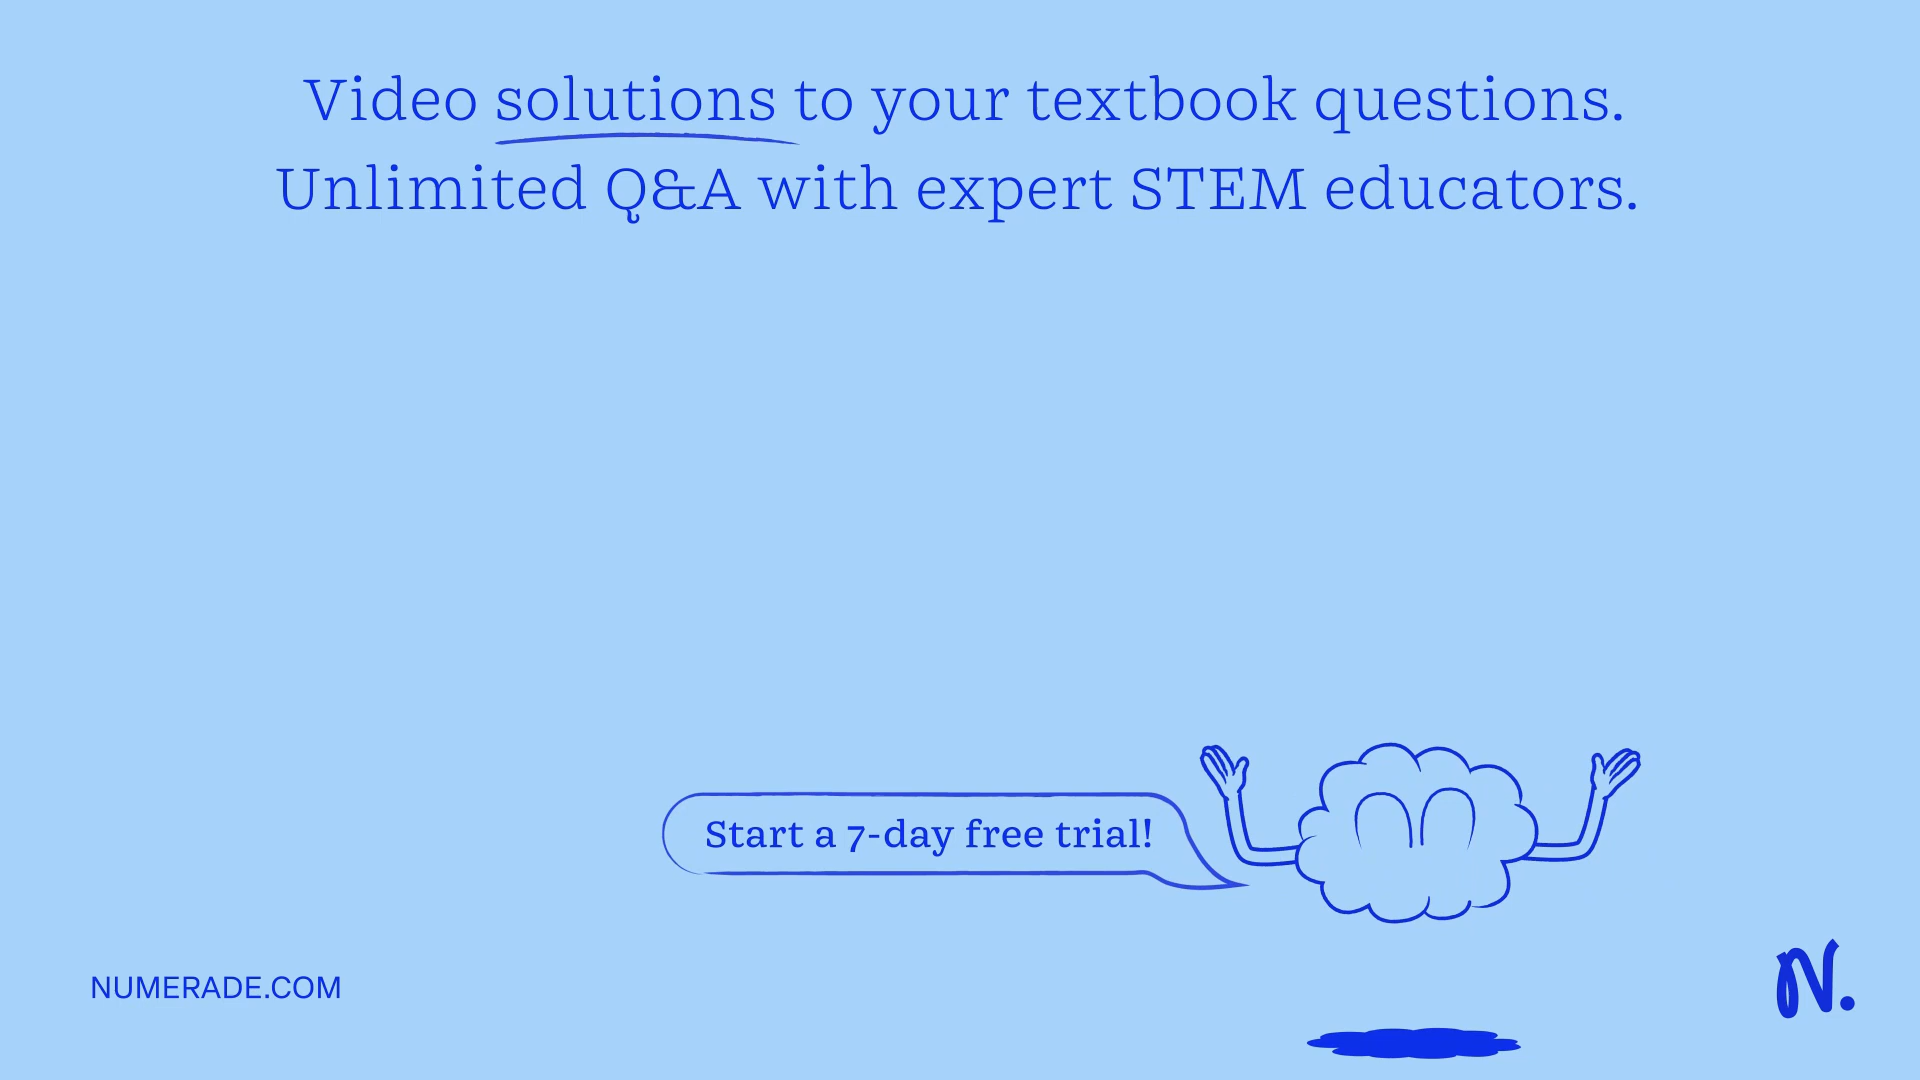 Video solutions to your textbook questions.
Unlimited Q&A with expert STEM educators.
Start a 7-day free trial!
NUMERADE.COM
N.